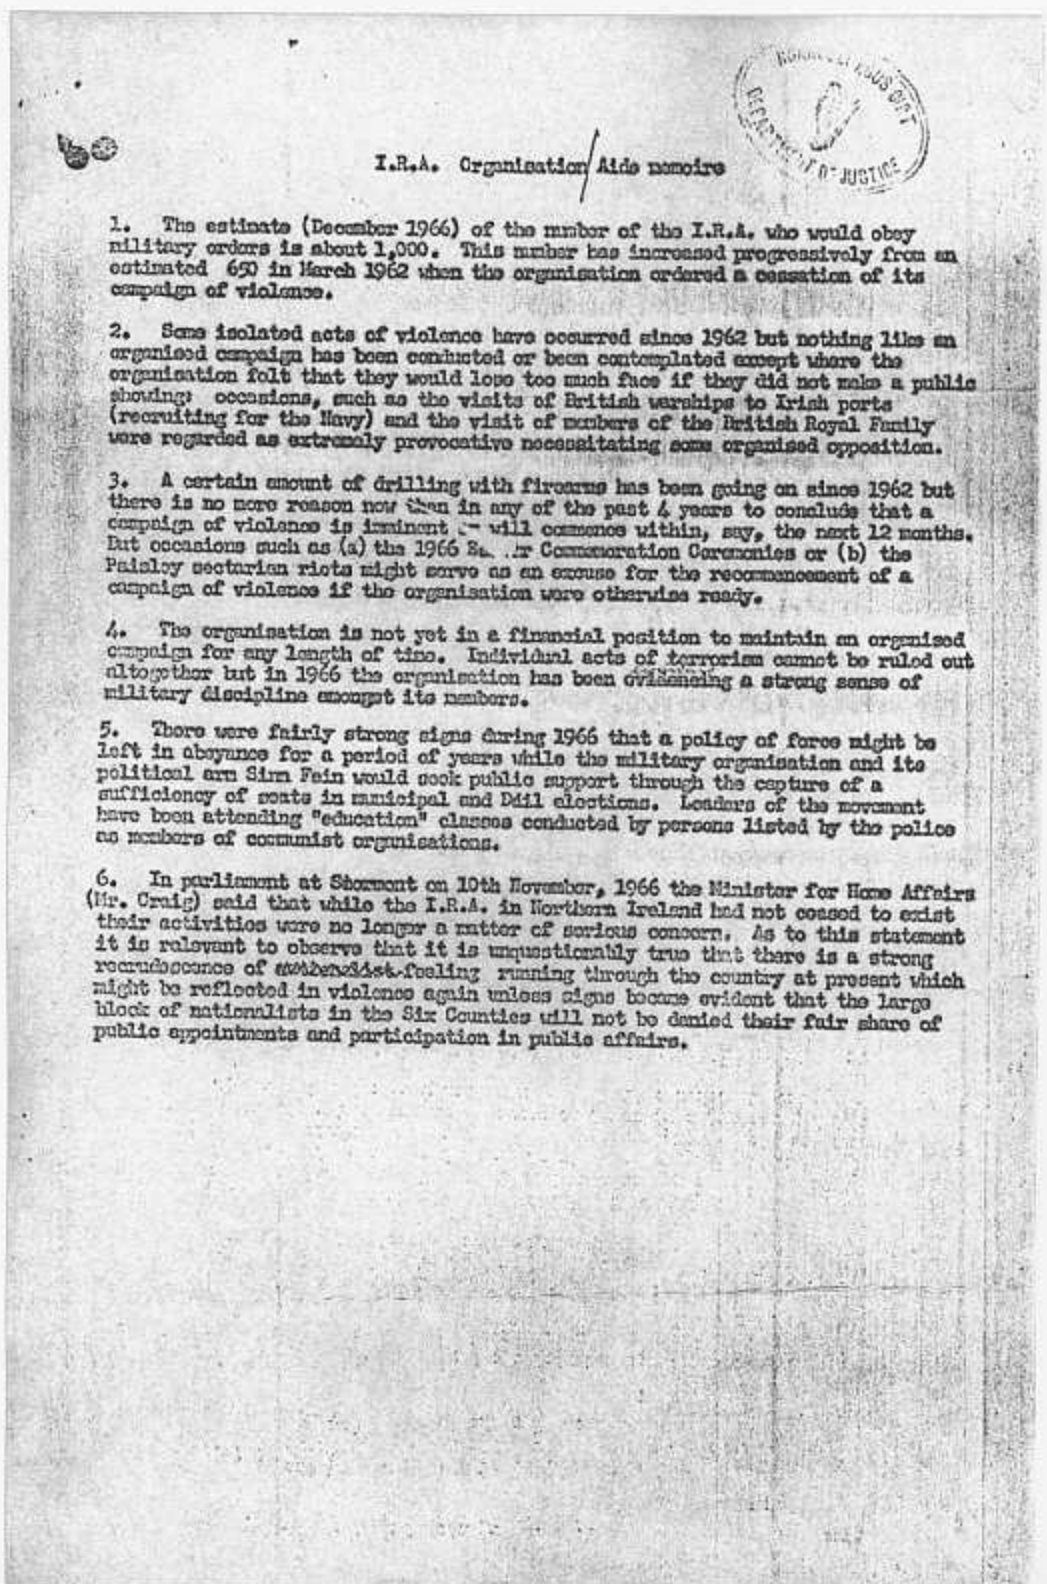 DEPARTMENT OF JUSTICE
I.R.A. Organisation/Aide memoire
1. The estimate (December 1966) of the number of the I.R.A. who would obey
military orders is about 1,000. This number has increased progressively from an
estimated 650 in March 1962 when the organisation ordered a cessation of its
campaign of violence.
2. Some isolated acts of violence have occurred since 1962 but nothing like an
organised campaign has been conducted or been contemplated except where the
organisation felt that they would lose too much face if they did not make a public
showing: occasions, such as the visits of British warships to Irish ports
(recruiting for the Navy) and the visit of members of the British Royal Family
were regarded as extremely provocative necessitating some organised opposition.
3. A certain amount of drilling with firearms has been going on since 1962 but
there is no more reason now than in any of the past 4 years to conclude that a
campaign of violence is imminent or will commence within, say, the next 12 months.
But occasions such as (a) the 1966 Commemoration Ceremonies or (b) the
Paisley sectarian riots might serve as an excuse for the recommencement of a
campaign of violence if the organisation were otherwise ready.
4. The organisation is not yet in a financial position to maintain an organised
campaign for any length of time. Individual acts of terrorism cannot be ruled out
altogether but in 1966 the organisation has been evidencing a strong sense of
military discipline amongst its members.
5. There were fairly strong signs during 1966 that a policy of force might be
left in abeyance for a period of years while the military organisation and its
political arm Sinn Fein would seek public support through the capture of a
sufficiency of seats in municipal and Dáil elections. Leaders of the movement
have been attending "education" classes conducted by persons listed by the police
as members of communist organisations.
6. In parliament at Stormont on 10th November, 1966 the Minister for Home Affairs
(Mr. Craig) said that while the I.R.A. in Northern Ireland had not ceased to exist
their activities were no longer a matter of serious concern. As to this statement
it is relevant to observe that it is unquestionably true that there is a strong
recrudescence of feeling running through the country at present which
might be reflected in violence again unless signs became evident that the large
block of nationalists in the Six Counties will not be denied their fair share of
public appointments and participation in public affairs.